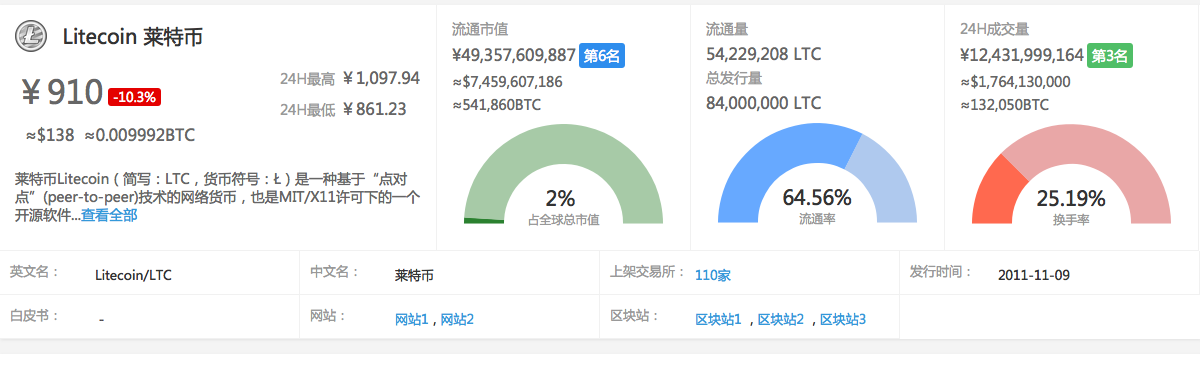 Litecoin 莱特币
¥ 910 -10.3%
24H最高 ¥ 1,097.94
24H最低 ¥ 861.23
≈$138 ≈0.009992BTC
莱特币Litecoin（简写：LTC，货币符号：Ł）是一种基于“点对
点”(peer-to-peer)技术的网络货币，也是MIT/X11许可下的一个
开源软件...查看全部
流通市值
¥49,357,609,887 第6名
≈$7,459,607,186
≈541,860BTC
2%
占全球总市值
流通量
54,229,208 LTC
总发行量
84,000,000 LTC
64.56%
流通率
24H成交量
¥12,431,999,164 第3名
≈$1,764,130,000
≈132,050BTC
25.19%
换手率
英文名： Litecoin/LTC
中文名： 莱特币
上架交易所： 110家
发行时间： 2011-11-09
白皮书： -
网站： 网站1，网站2
区块站： 区块站1 ，区块站2 ，区块站3